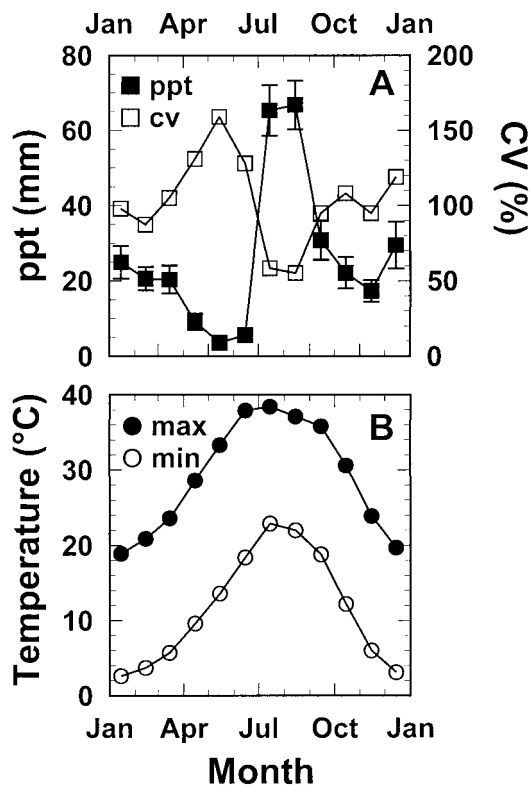 Jan Apr Jul Oct Jan
80 200
A
ppt
cv
60 150
40 100
20 50
0 0
ppt (mm)
CV (%)
40
B
max
min
30
20
10
0
Temperature (°C)
Jan Apr Jul Oct Jan
Month